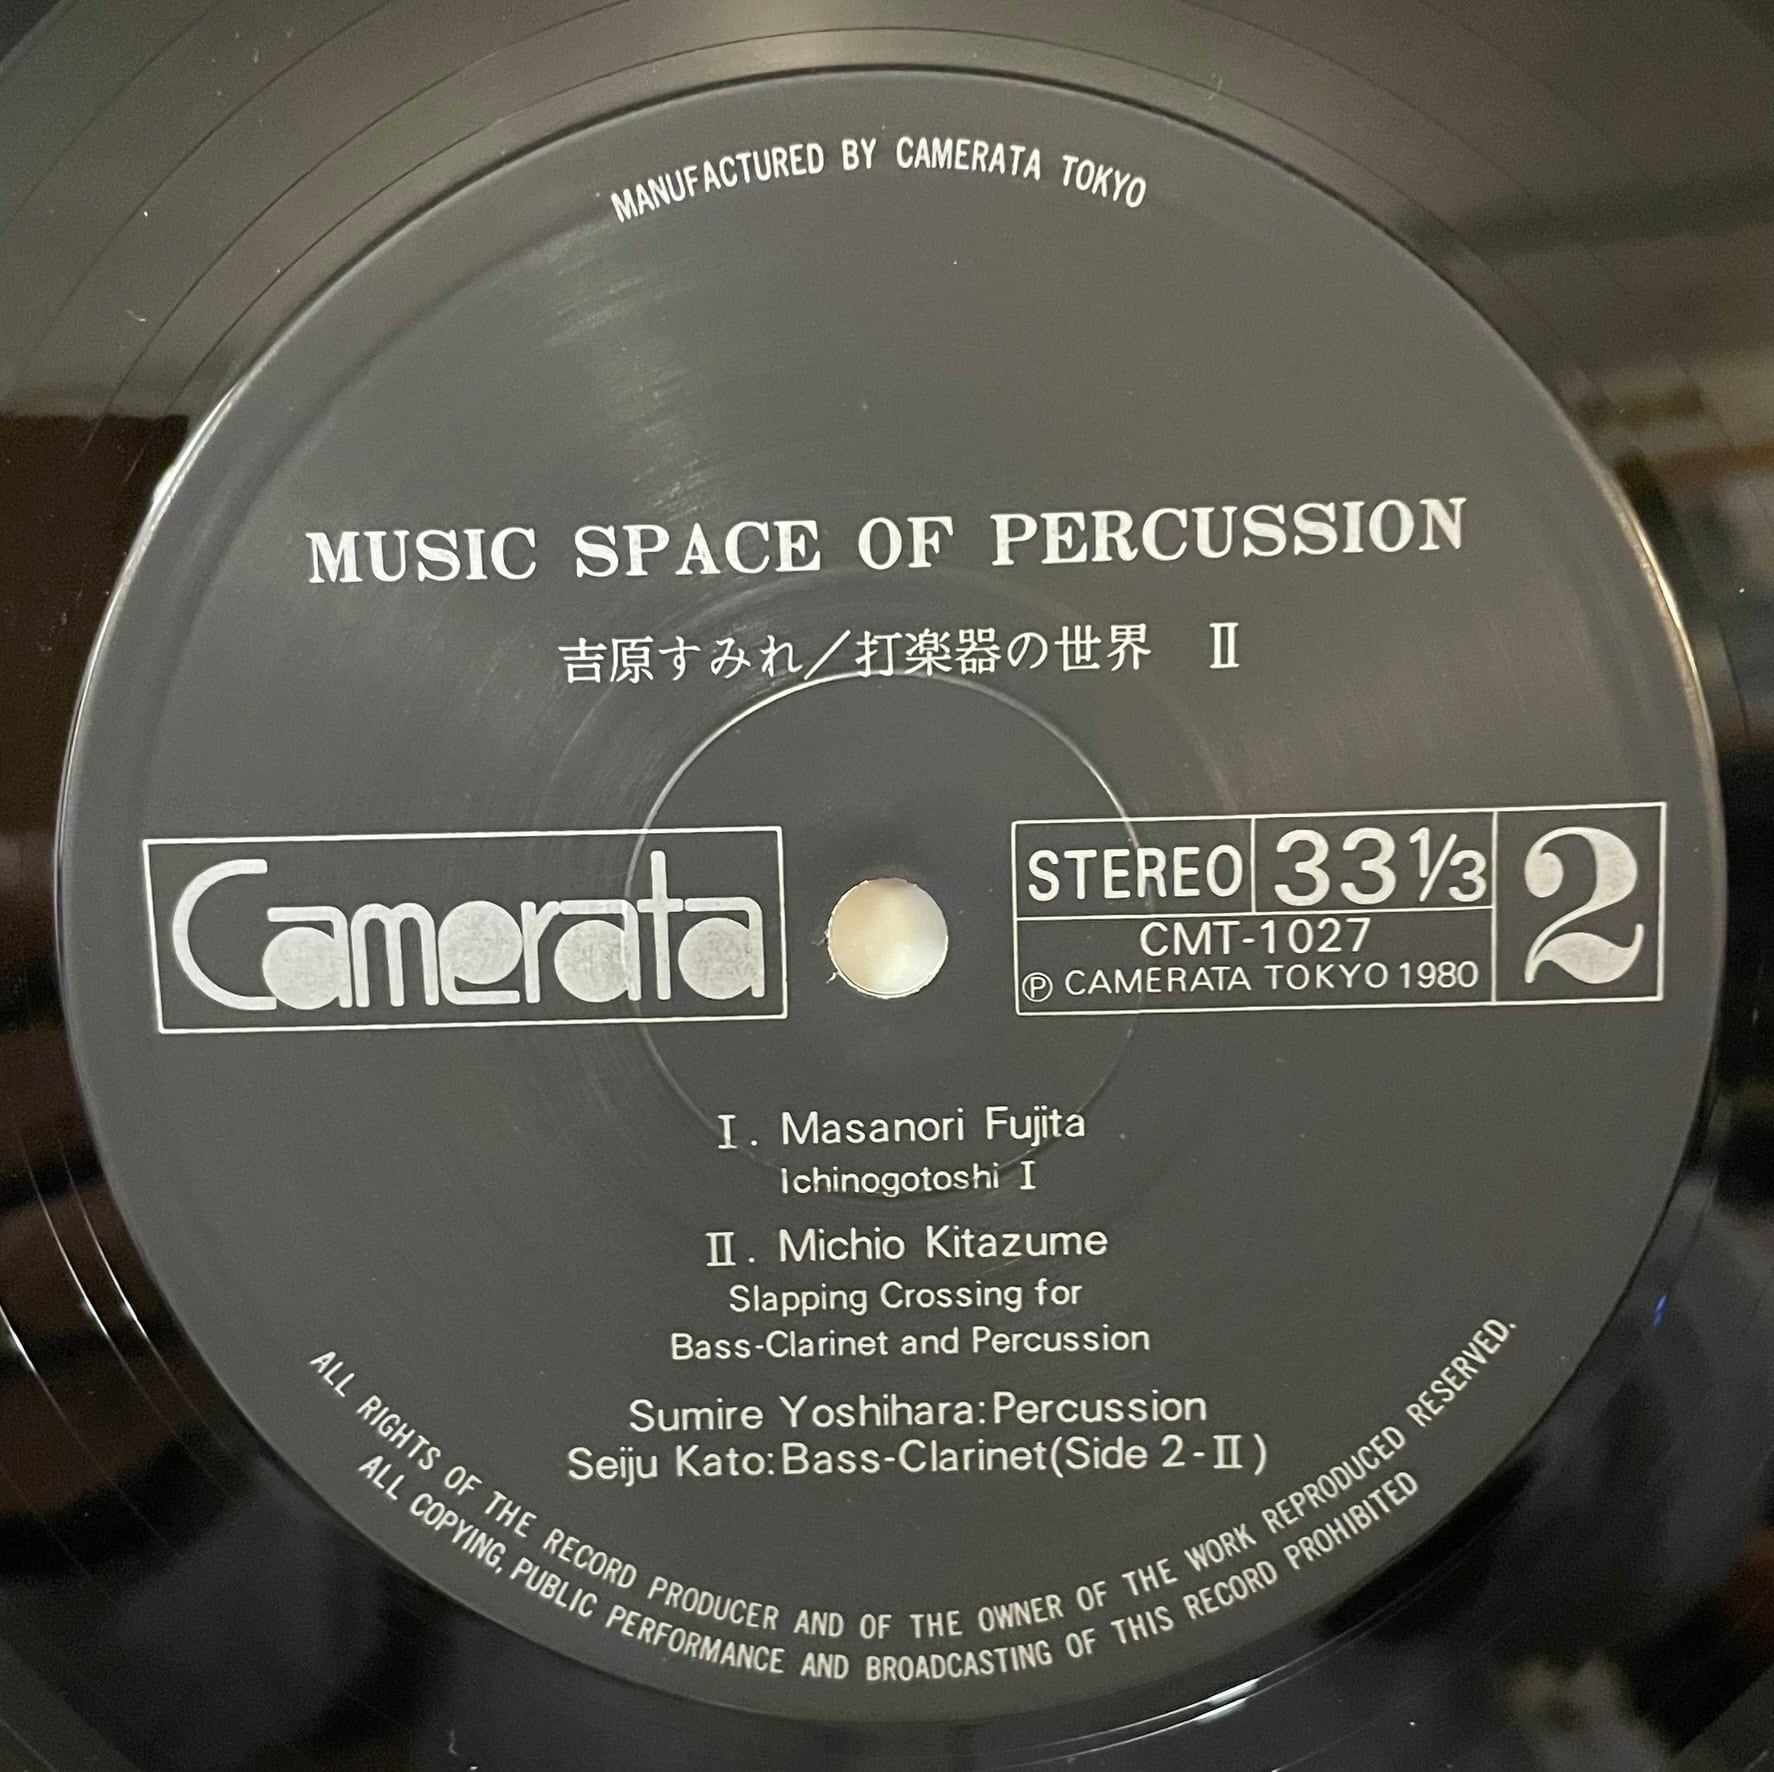 MANUFACTURED BY CAMERATA TOKYO
MUSIC SPACE OF PERCUSSION
吉原すみれ／打楽器の世界 Ⅱ
Camerata
STEREO 33⅓ 2
CMT-1027
Ⓟ CAMERATA TOKYO 1980
Ⅰ. Masanori Fujita
Ichinogotoshi Ⅰ
Ⅱ. Michio Kitazume
Slapping Crossing for
Bass-Clarinet and Percussion
Sumire Yoshihara:Percussion
Seiju Kato:Bass-Clarinet(Side 2-Ⅱ)
ALL RIGHTS OF THE RECORD PRODUCER AND OF THE OWNER OF THE WORK REPRODUCED RESERVED.
ALL COPYING, PUBLIC PERFORMANCE AND BROADCASTING OF THIS RECORD PROHIBITED